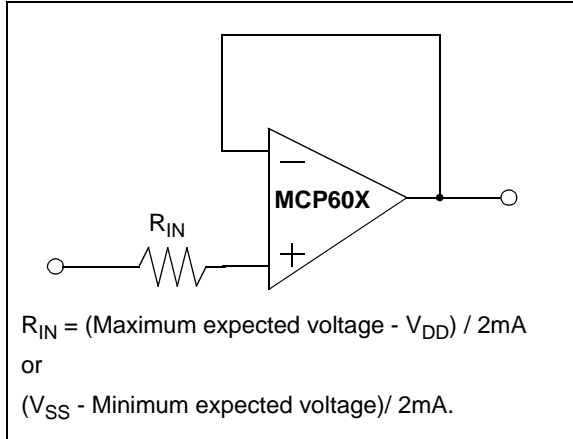 MCP60X
R_IN
R_IN = (Maximum expected voltage - V_DD) / 2mA
or
(V_SS - Minimum expected voltage)/ 2mA.